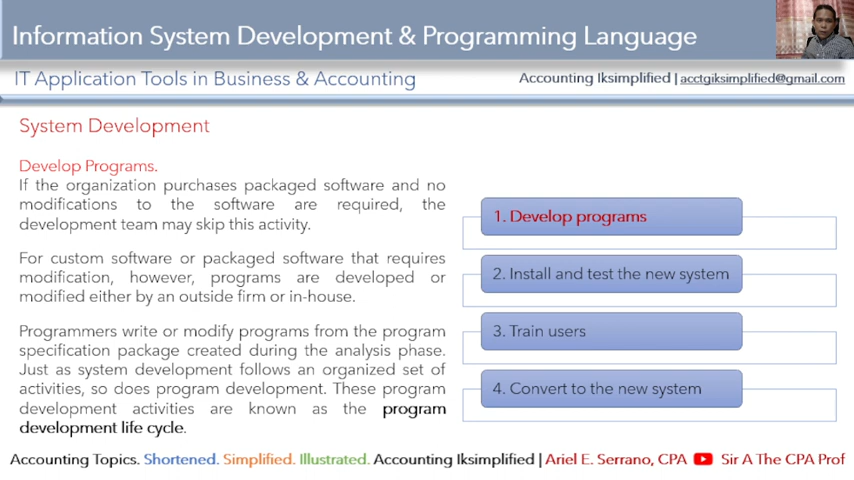 Information System Development & Programming Language
IT Application Tools in Business & Accounting
Accounting Iksimplified | acctgiksimplified@gmail.com
System Development
Develop Programs.
If the organization purchases packaged software and no
modifications to the software are required, the
development team may skip this activity.
For custom software or packaged software that requires
modification, however, programs are developed or
modified either by an outside firm or in-house.
Programmers write or modify programs from the program
specification package created during the analysis phase.
Just as system development follows an organized set of
activities, so does program development. These program
development activities are known as the program
development life cycle.
1. Develop programs
2. Install and test the new system
3. Train users
4. Convert to the new system
Accounting Topics. Shortened. Simplified. Illustrated. Accounting Iksimplified | Ariel E. Serrano, CPA Sir A The CPA Prof